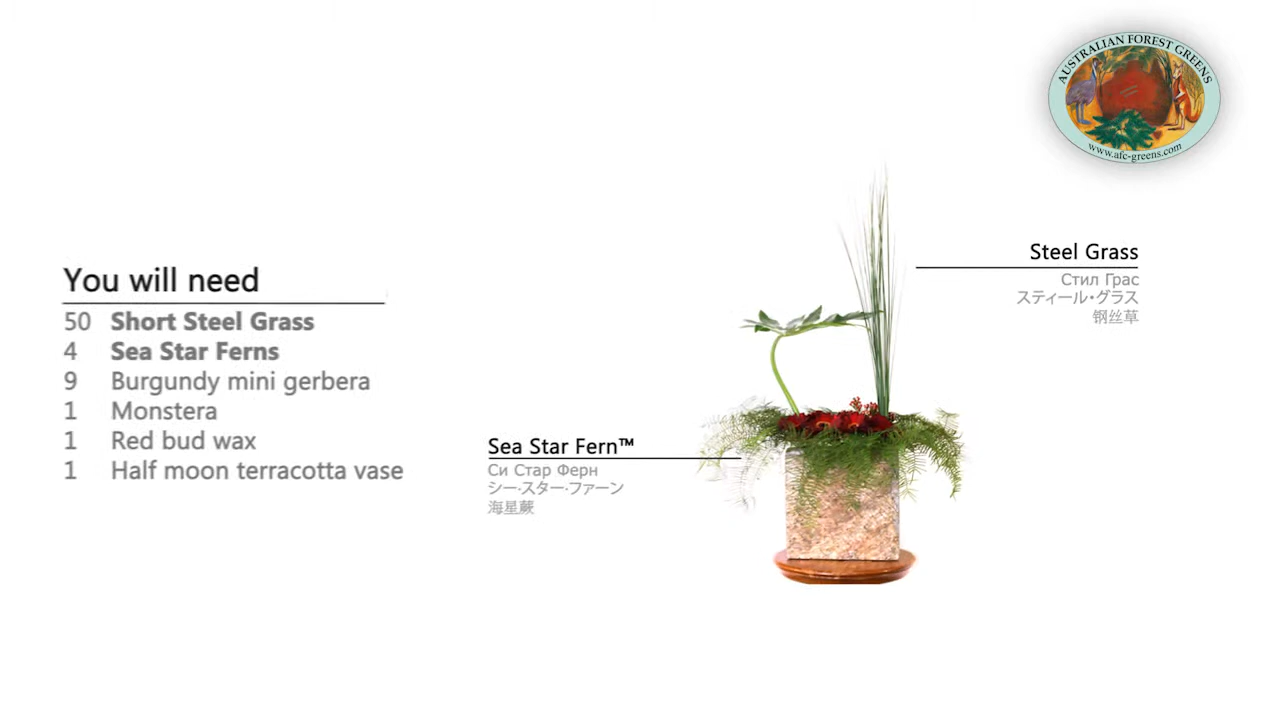 AUSTRALIAN FOREST GREENS
www.afc-greens.com
You will need
50 Short Steel Grass
4 Sea Star Ferns
9 Burgundy mini gerbera
1 Monstera
1 Red bud wax
1 Half moon terracotta vase
Steel Grass
Стил Грас
スティール・グラス
钢丝草
Sea Star Fern™
Си Стар Ферн
シー・スター・ファーン
海星蕨